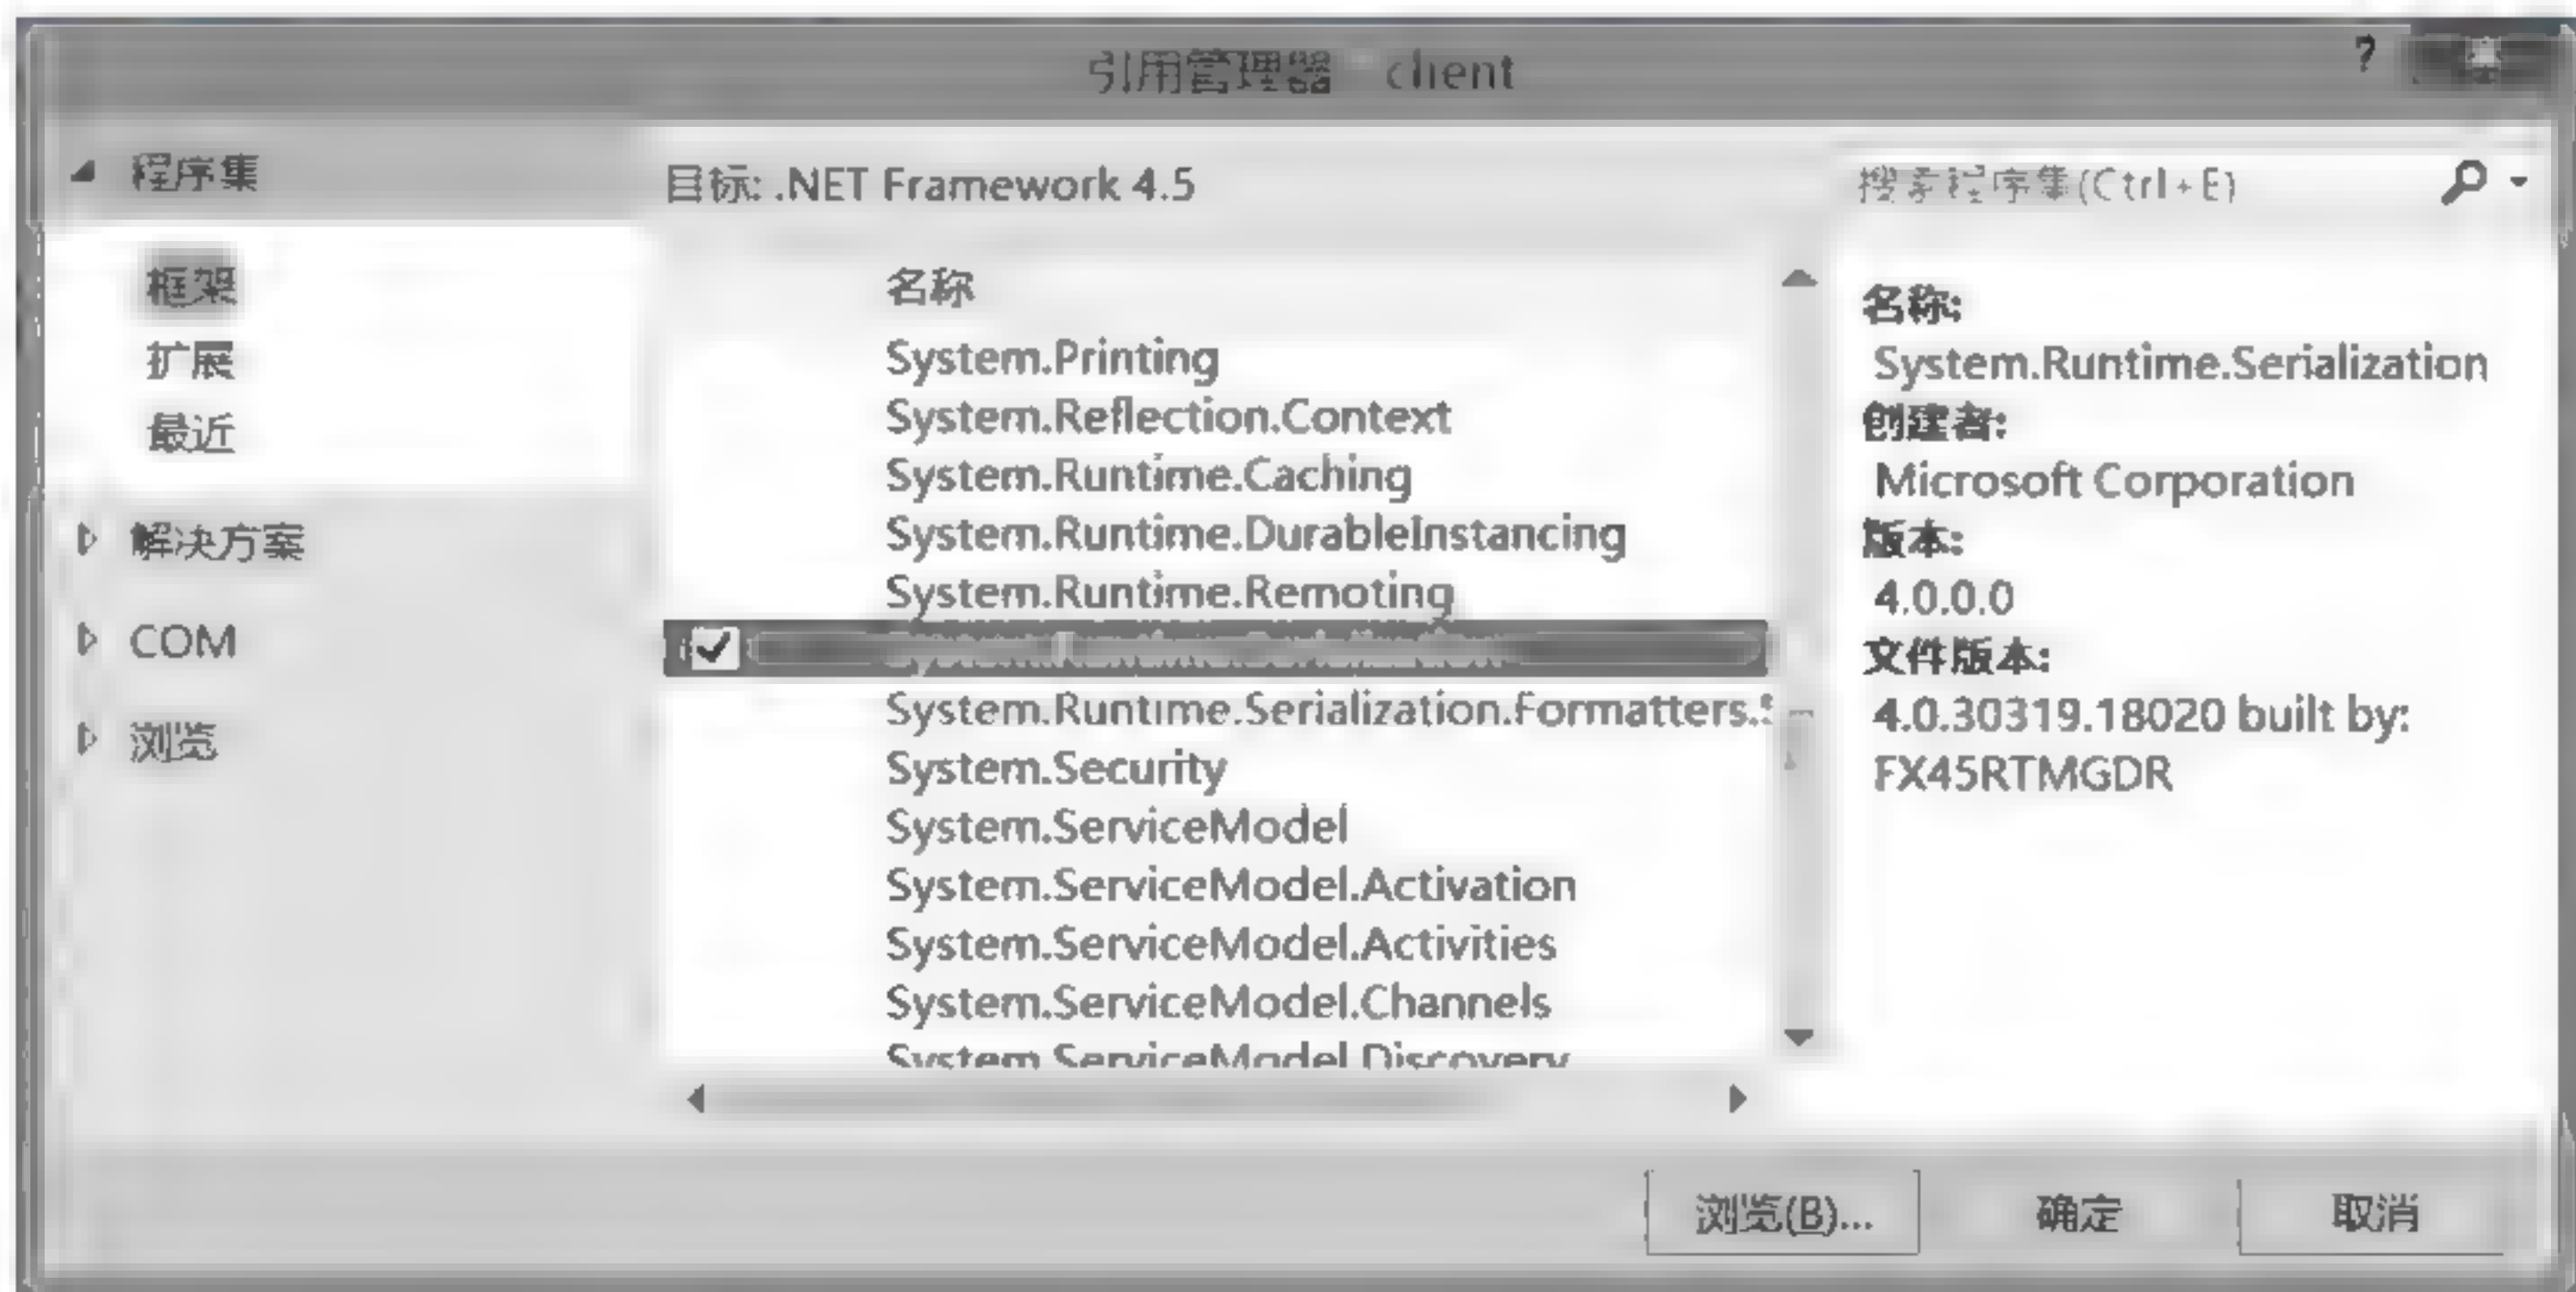 引用管理器 client
?
程序集
框架
扩展
最近
解决方案
COM
浏览
目标: .NET Framework 4.5
名称
System.Printing
System.Reflection.Context
System.Runtime.Caching
System.Runtime.DurableInstancing
System.Runtime.Remoting
System.Runtime.Serialization.Formatters.S
System.Security
System.ServiceModel
System.ServiceModel.Activation
System.ServiceModel.Activities
System.ServiceModel.Channels
System.ServiceModel.Discovery
搜索程序集(Ctrl+E)
名称:
System.Runtime.Serialization
创建者:
Microsoft Corporation
版本:
4.0.0.0
文件版本:
4.0.30319.18020 built by:
FX45RTMGDR
浏览(B)...
确定
取消